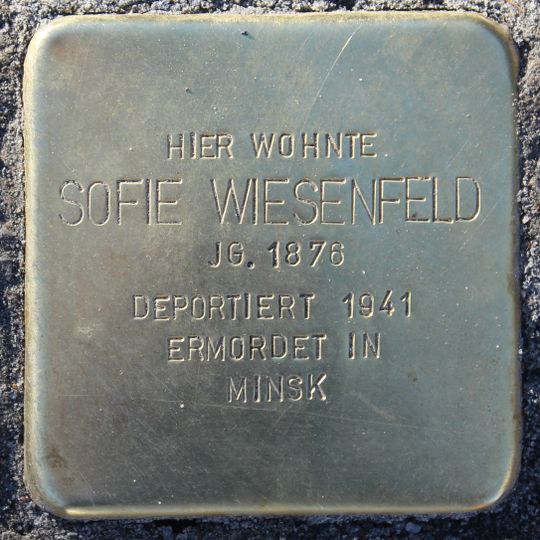 HIER WOHNTE
SOFIE WIESENFELD
JG. 1876
DEPORTIERT 1941
ERMORDET IN
MINSK